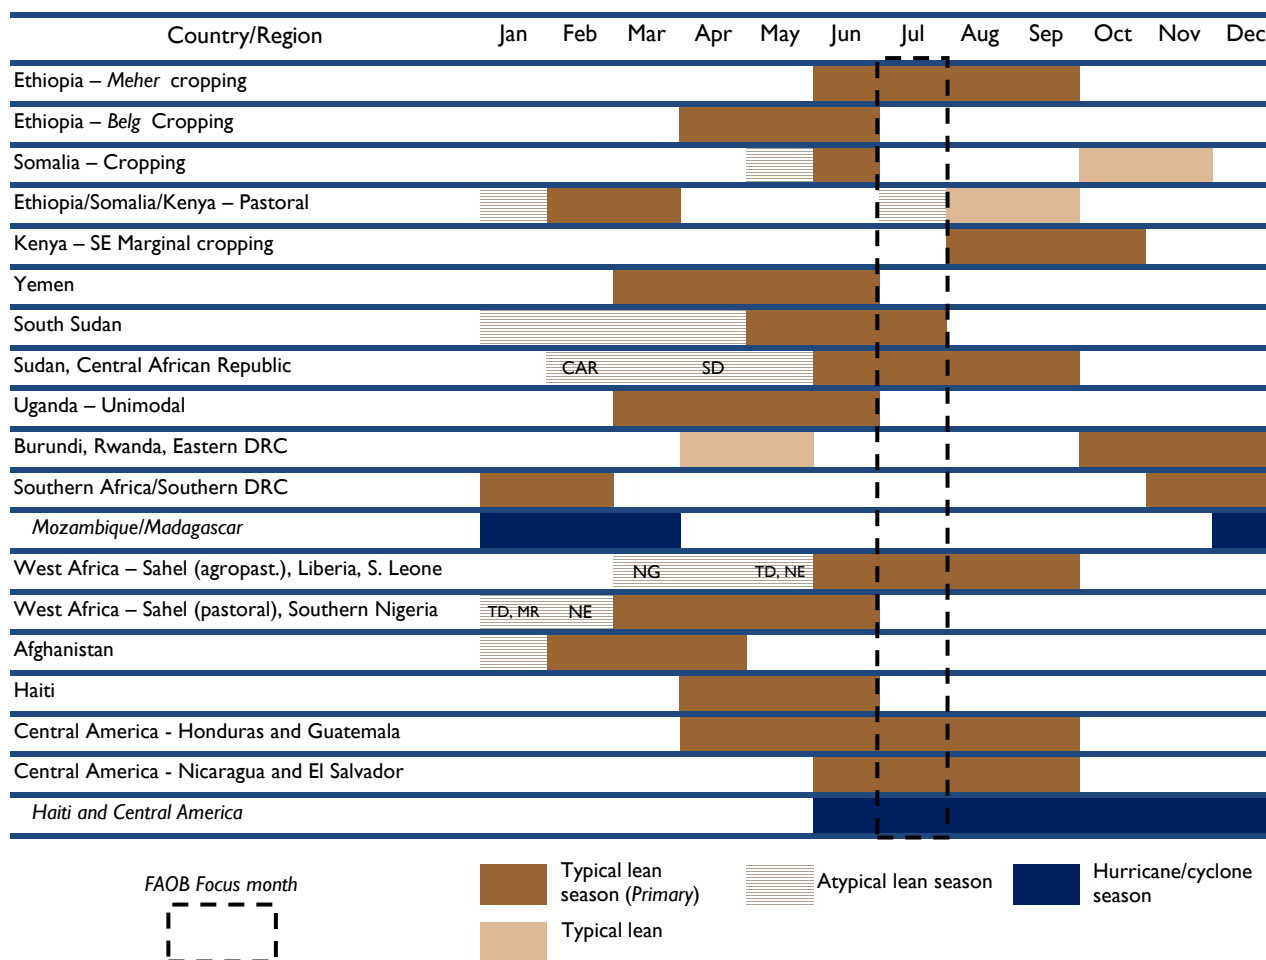 Country/Region Jan Feb Mar Apr May Jun Jul Aug Sep Oct Nov Dec
Ethiopia – Meher cropping
Ethiopia – Belg Cropping
Somalia – Cropping
Ethiopia/Somalia/Kenya – Pastoral
Kenya – SE Marginal cropping
Yemen
South Sudan
Sudan, Central African Republic CAR SD
Uganda – Unimodal
Burundi, Rwanda, Eastern DRC
Southern Africa/Southern DRC
Mozambique/Madagascar
West Africa – Sahel (agropast.), Liberia, S. Leone NG TD, NE
West Africa – Sahel (pastoral), Southern Nigeria TD, MR NE
Afghanistan
Haiti
Central America - Honduras and Guatemala
Central America - Nicaragua and El Salvador
Haiti and Central America
FAOB Focus month
Typical lean
season (Primary)
Typical lean
Atypical lean season
Hurricane/cyclone
season